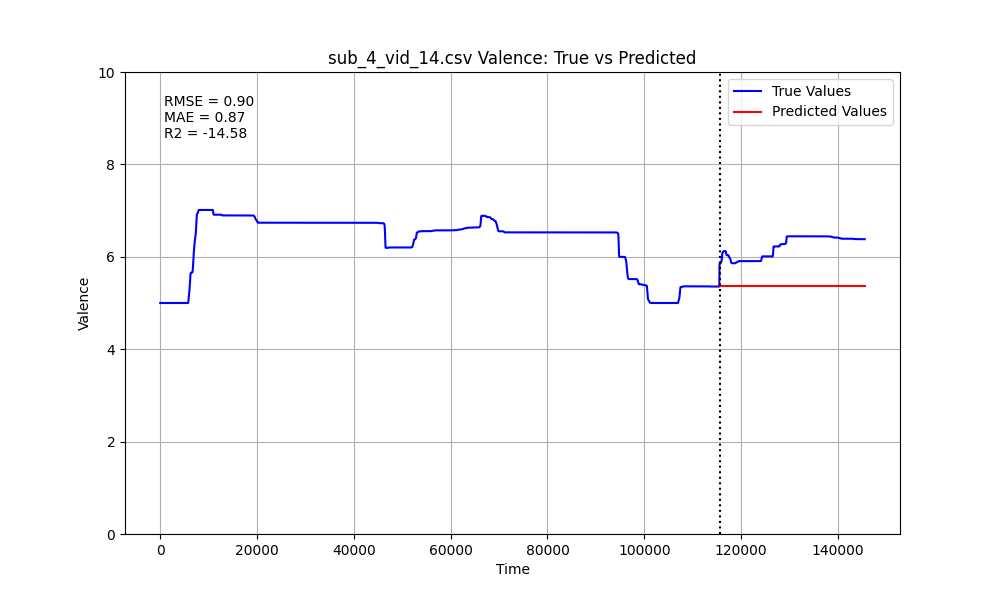 sub_4_vid_14.csv Valence: True vs Predicted
RMSE = 0.90
MAE = 0.87
R2 = -14.58
True Values
Predicted Values
10
8
6
4
2
0
Valence
0 20000 40000 60000 80000 100000 120000 140000
Time